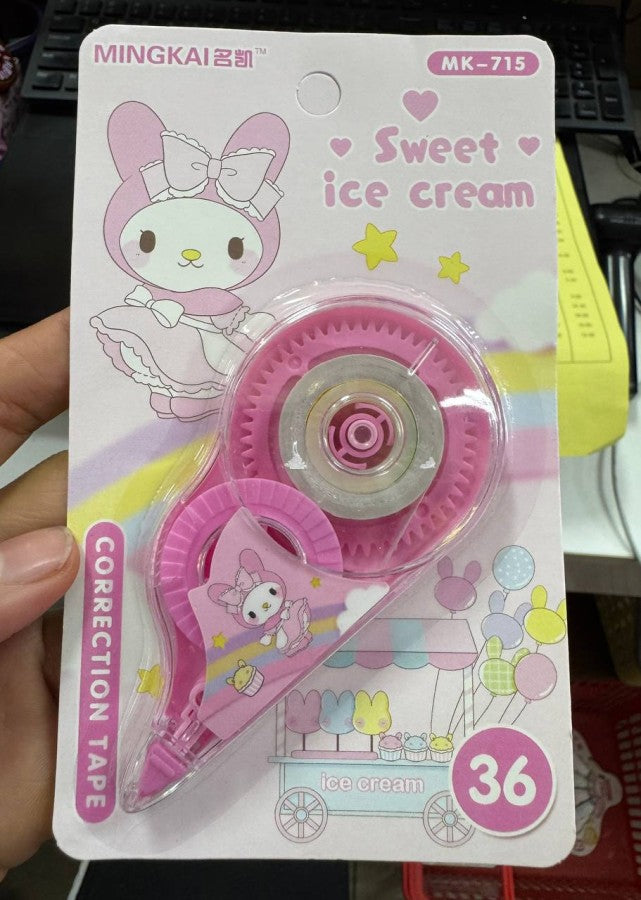 MINGKAI名凯™
MK-715
Sweet
ice cream
CORRECTION TAPE
ice cream
36